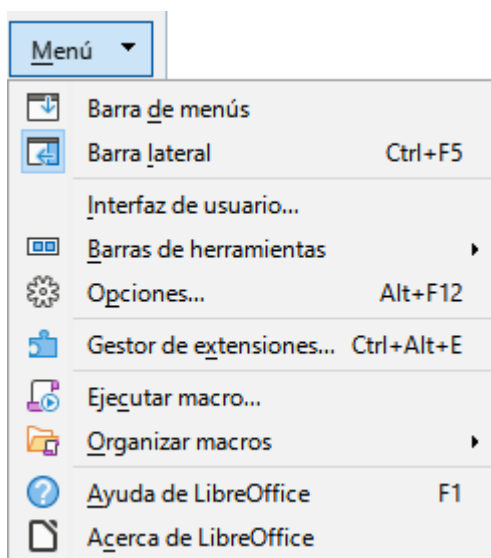 Menú
Barra de menús
Barra lateral Ctrl+F5
Interfaz de usuario...
Barras de herramientas
Opciones... Alt+F12
Gestor de extensiones... Ctrl+Alt+E
Ejecutar macro...
Organizar macros
Ayuda de LibreOffice F1
Acerca de LibreOffice